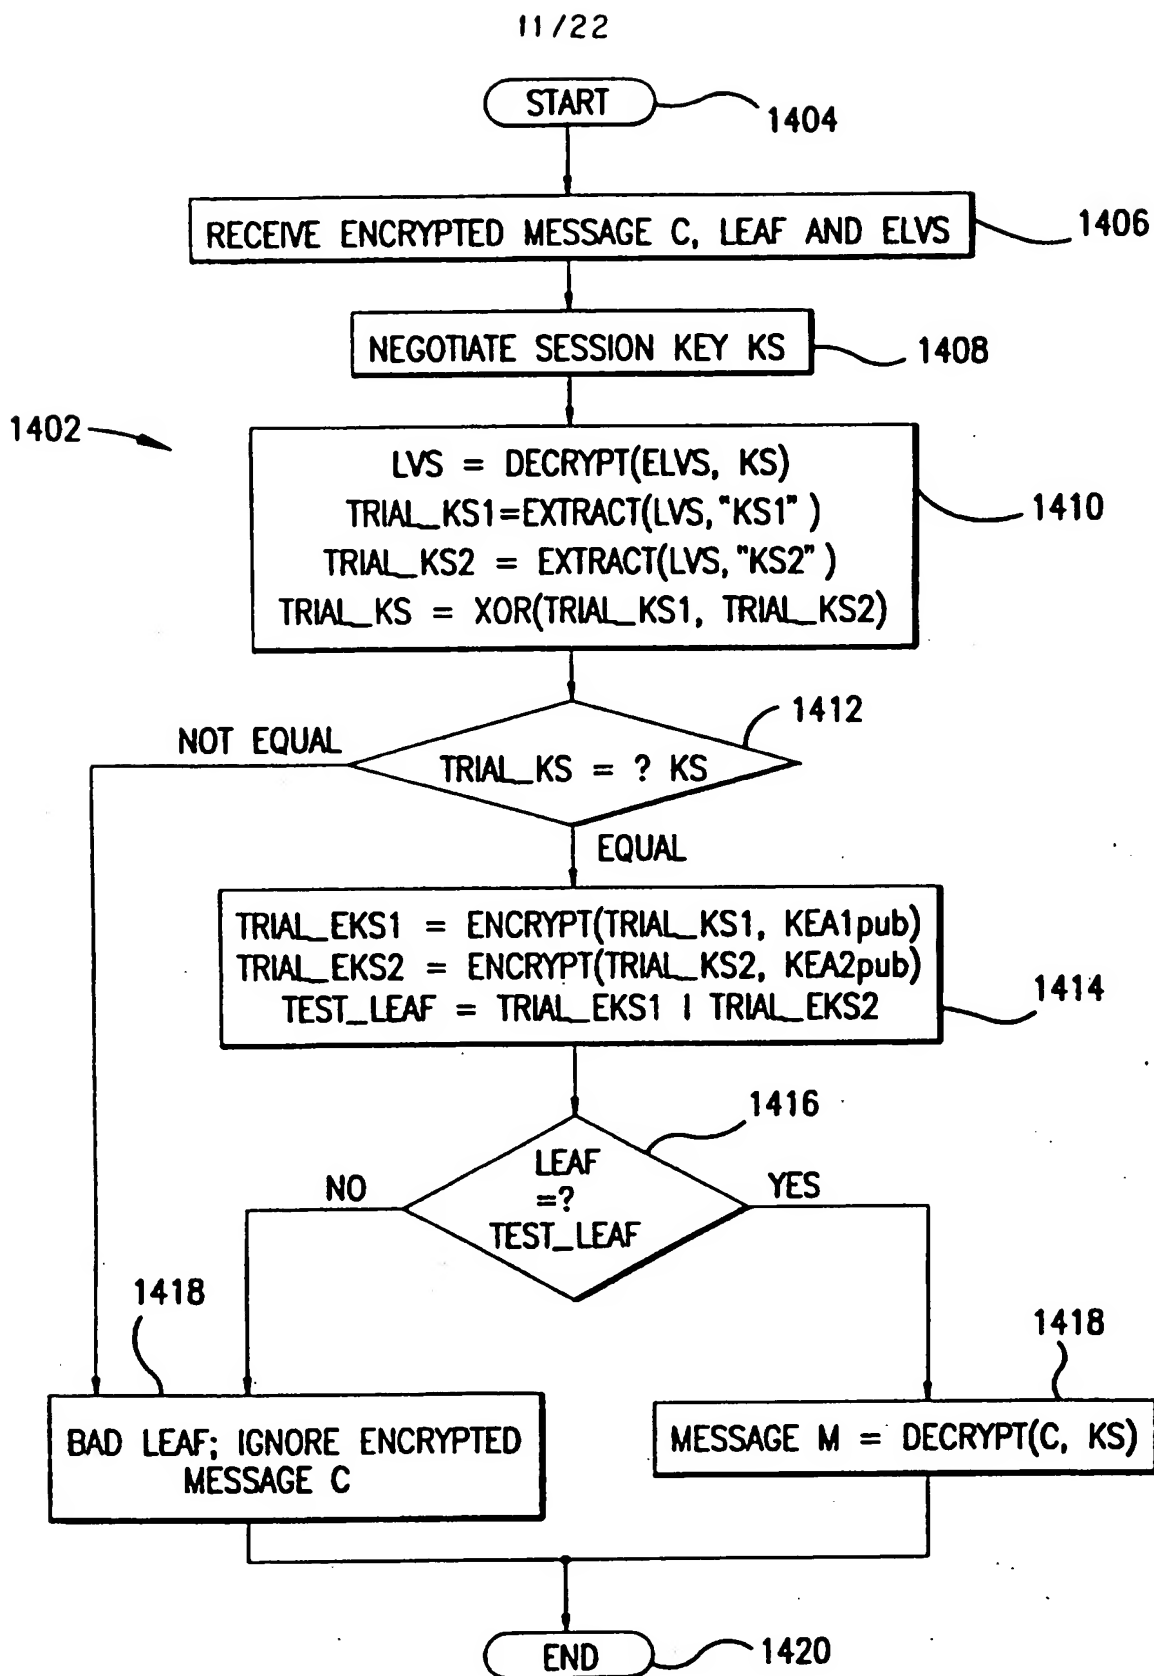 11/22
START
1404
RECEIVE ENCRYPTED MESSAGE C, LEAF AND ELVS
1406
NEGOTIATE SESSION KEY KS
1408
1402
LVS = DECRYPT(ELVS, KS)
TRIAL_KS1=EXTRACT(LVS,"KS1")
TRIAL_KS2 = EXTRACT(LVS,"KS2")
TRIAL_KS = XOR(TRIAL_KS1, TRIAL_KS2)
1410
1412
NOT EQUAL
TRIAL_KS = ? KS
EQUAL
TRIAL_EKS1 = ENCRYPT(TRIAL_KS1, KEA1pub)
TRIAL_EKS2 = ENCRYPT(TRIAL_KS2, KEA2pub)
TEST_LEAF = TRIAL_EKS1 | TRIAL_EKS2
1414
1416
LEAF
=?
TEST_LEAF
NO
YES
1418
BAD LEAF; IGNORE ENCRYPTED
MESSAGE C
1418
MESSAGE M = DECRYPT(C, KS)
END
1420